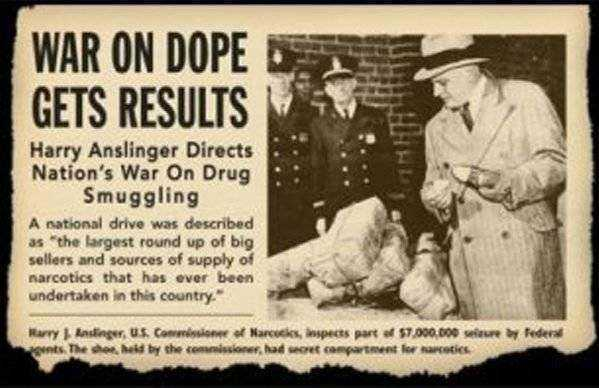 WAR ON DOPE
GETS RESULTS
Harry Anslinger Directs
Nation's War On Drug
Smuggling
A national drive was described
as "the largest round up of big
sellers and sources of supply of
narcotics that has ever been
undertaken in this country."
Harry J. Anslinger, U.S. Commissioner of Narcotics, inspects part of $7,000,000 seizure by Federal
agents. The shoe, held by the commissioner, had secret compartment for narcotics.